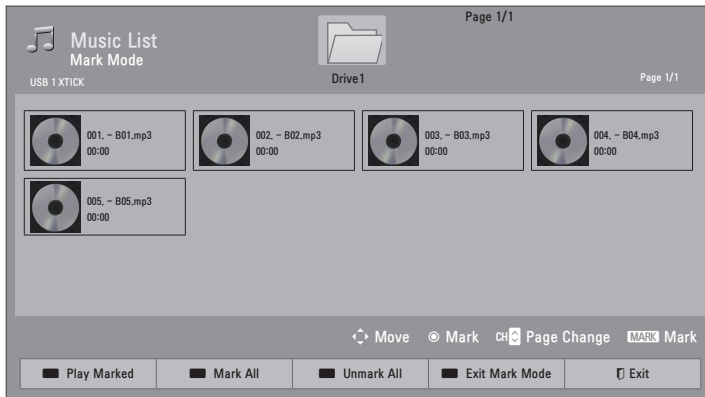 Page 1/1
Music List
Mark Mode
USB 1 XTICK
Drive1
Page 1/1
001. - B01.mp3
00:00
002. - B02.mp3
00:00
003. - B03.mp3
00:00
004. - B04.mp3
00:00
005. - B05.mp3
00:00
Move Mark CH Page Change MARK Mark
Play Marked Mark All Unmark All Exit Mark Mode Exit